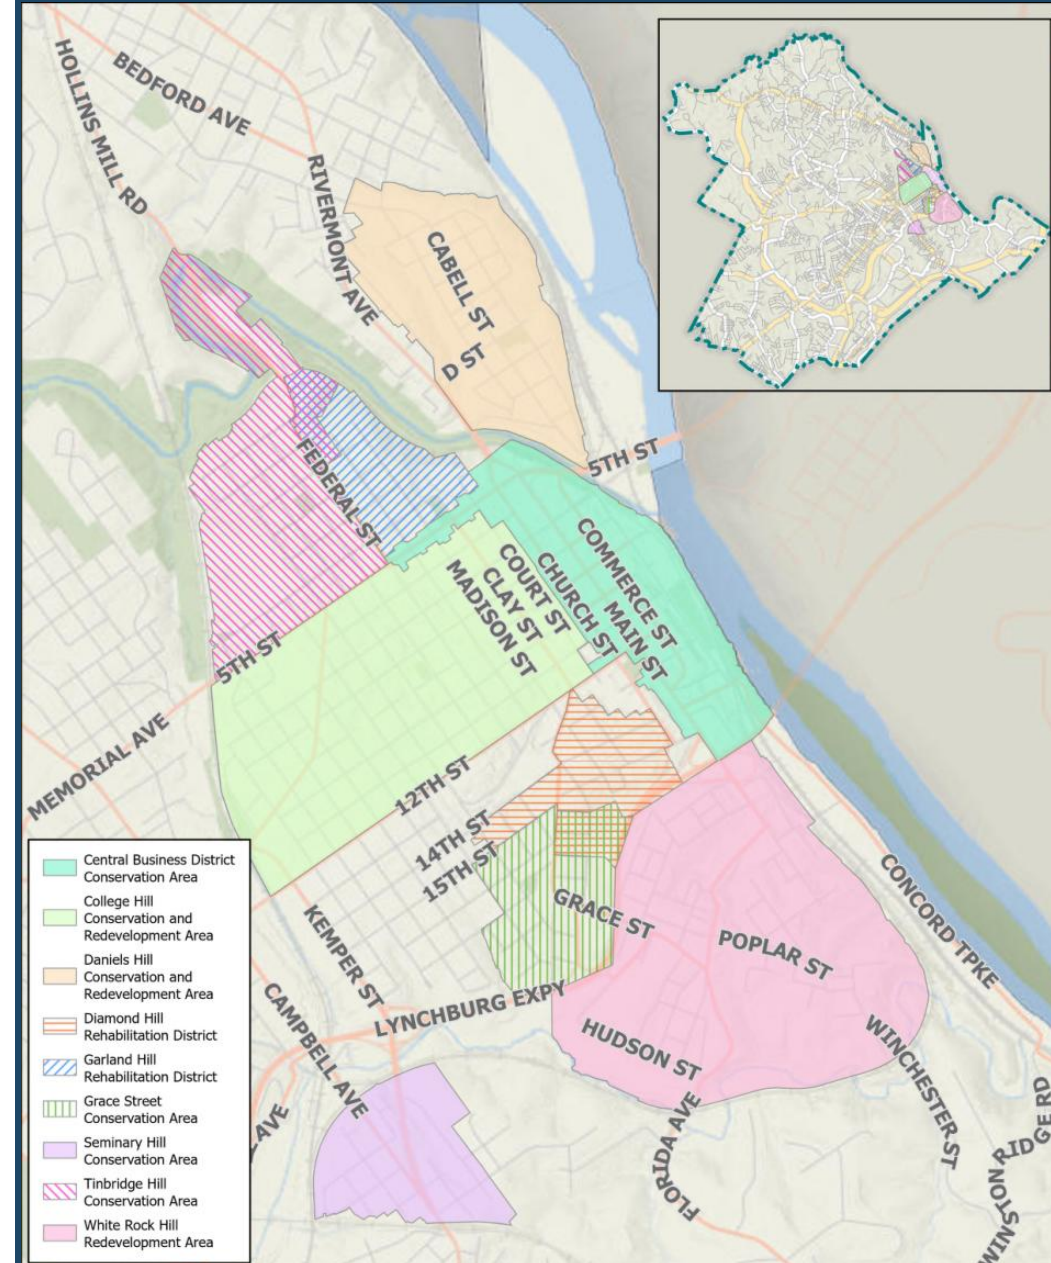 HOLLINS MILL RD
BEDFORD AVE
RIVERMONT AVE
CABELL ST
D ST
5TH ST
FEDERAL ST
COMMERCE ST
MAIN ST
CHURCH ST
COURT ST
CLAY ST
MADISON ST
5TH ST
MEMORIAL AVE
12TH ST
14TH ST
15TH ST
GRACE ST
POPLAR ST
CONCORD TPKE
KEMPER ST
LYNCHBURG EXPY
CAMPBELL AVE
HUDSON ST
WINCHESTER ST
FLORIDA AVE
AVE
RIDGE RD
WINSTON
Central Business District
Conservation Area
College Hill
Conservation and
Redevelopment Area
Daniels Hill
Conservation and
Redevelopment Area
Diamond Hill
Rehabilitation District
Garland Hill
Rehabilitation District
Grace Street
Conservation Area
Seminary Hill
Conservation Area
Tinbridge Hill
Conservation Area
White Rock Hill
Redevelopment Area